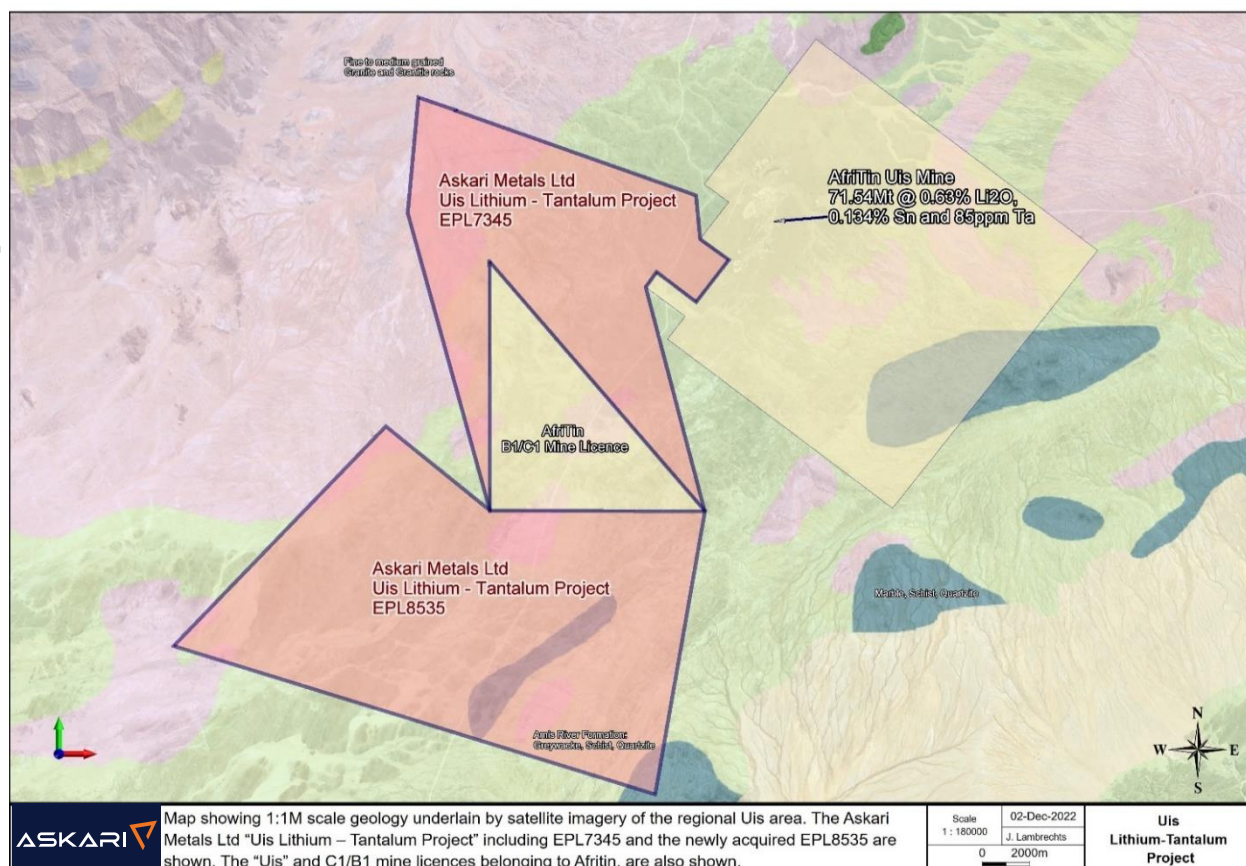 Fine to medium grained
Granite and Granitic rocks
Askari Metals Ltd
Uis Lithium - Tantalum Project
EPL7345
AfriTin Uis Mine
71.54Mt @ 0.63% Li2O,
0.134% Sn and 85ppm Ta
AfriTin
B1/C1 Mine Licence
Askari Metals Ltd
Uis Lithium - Tantalum Project
EPL8535
Marble, Schist, Quartzite
Amis River Formation:
Greywacke, Schist, Quartzite
N
W
E
S
ASKARI
Map showing 1:1M scale geology underlain by satellite imagery of the regional Uis area. The Askari
Metals Ltd “Uis Lithium – Tantalum Project” including EPL7345 and the newly acquired EPL8535 are
shown. The “Uis” and C1/B1 mine licences belonging to Afritin, are also shown.
Scale
1 : 180000
02-Dec-2022
J. Lambrechts
0 2000m
Uis
Lithium-Tantalum
Project